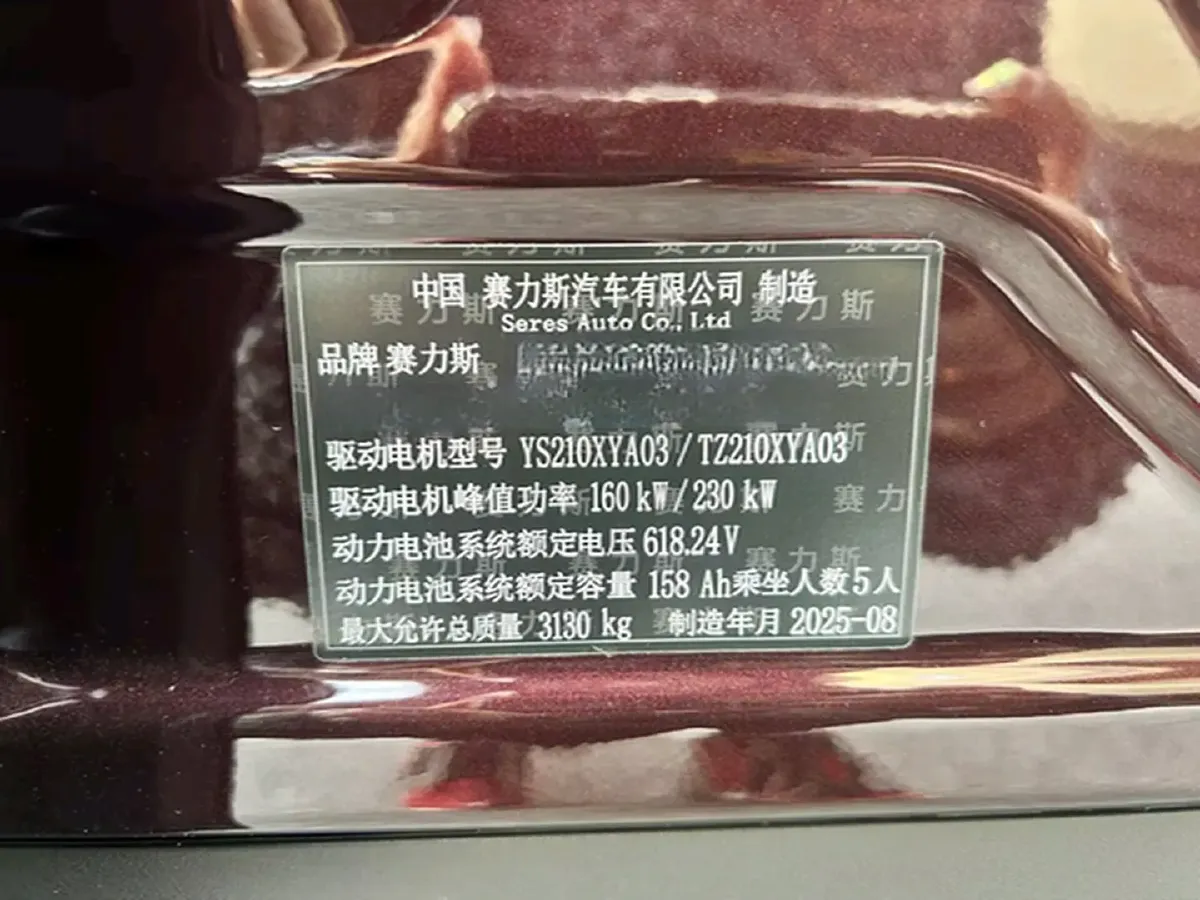 中国 赛力斯汽车有限公司 制造
Seres Auto Co., Ltd
品牌 赛力斯
驱动电机型号 YS210XYA03 / TZ210XYA03
驱动电机峰值功率 160 kW / 230 kW
动力电池系统额定电压 618.24 V
动力电池系统额定容量 158 Ah 乘坐人数 5 人
最大允许总质量 3130 kg 制造年月 2025-08